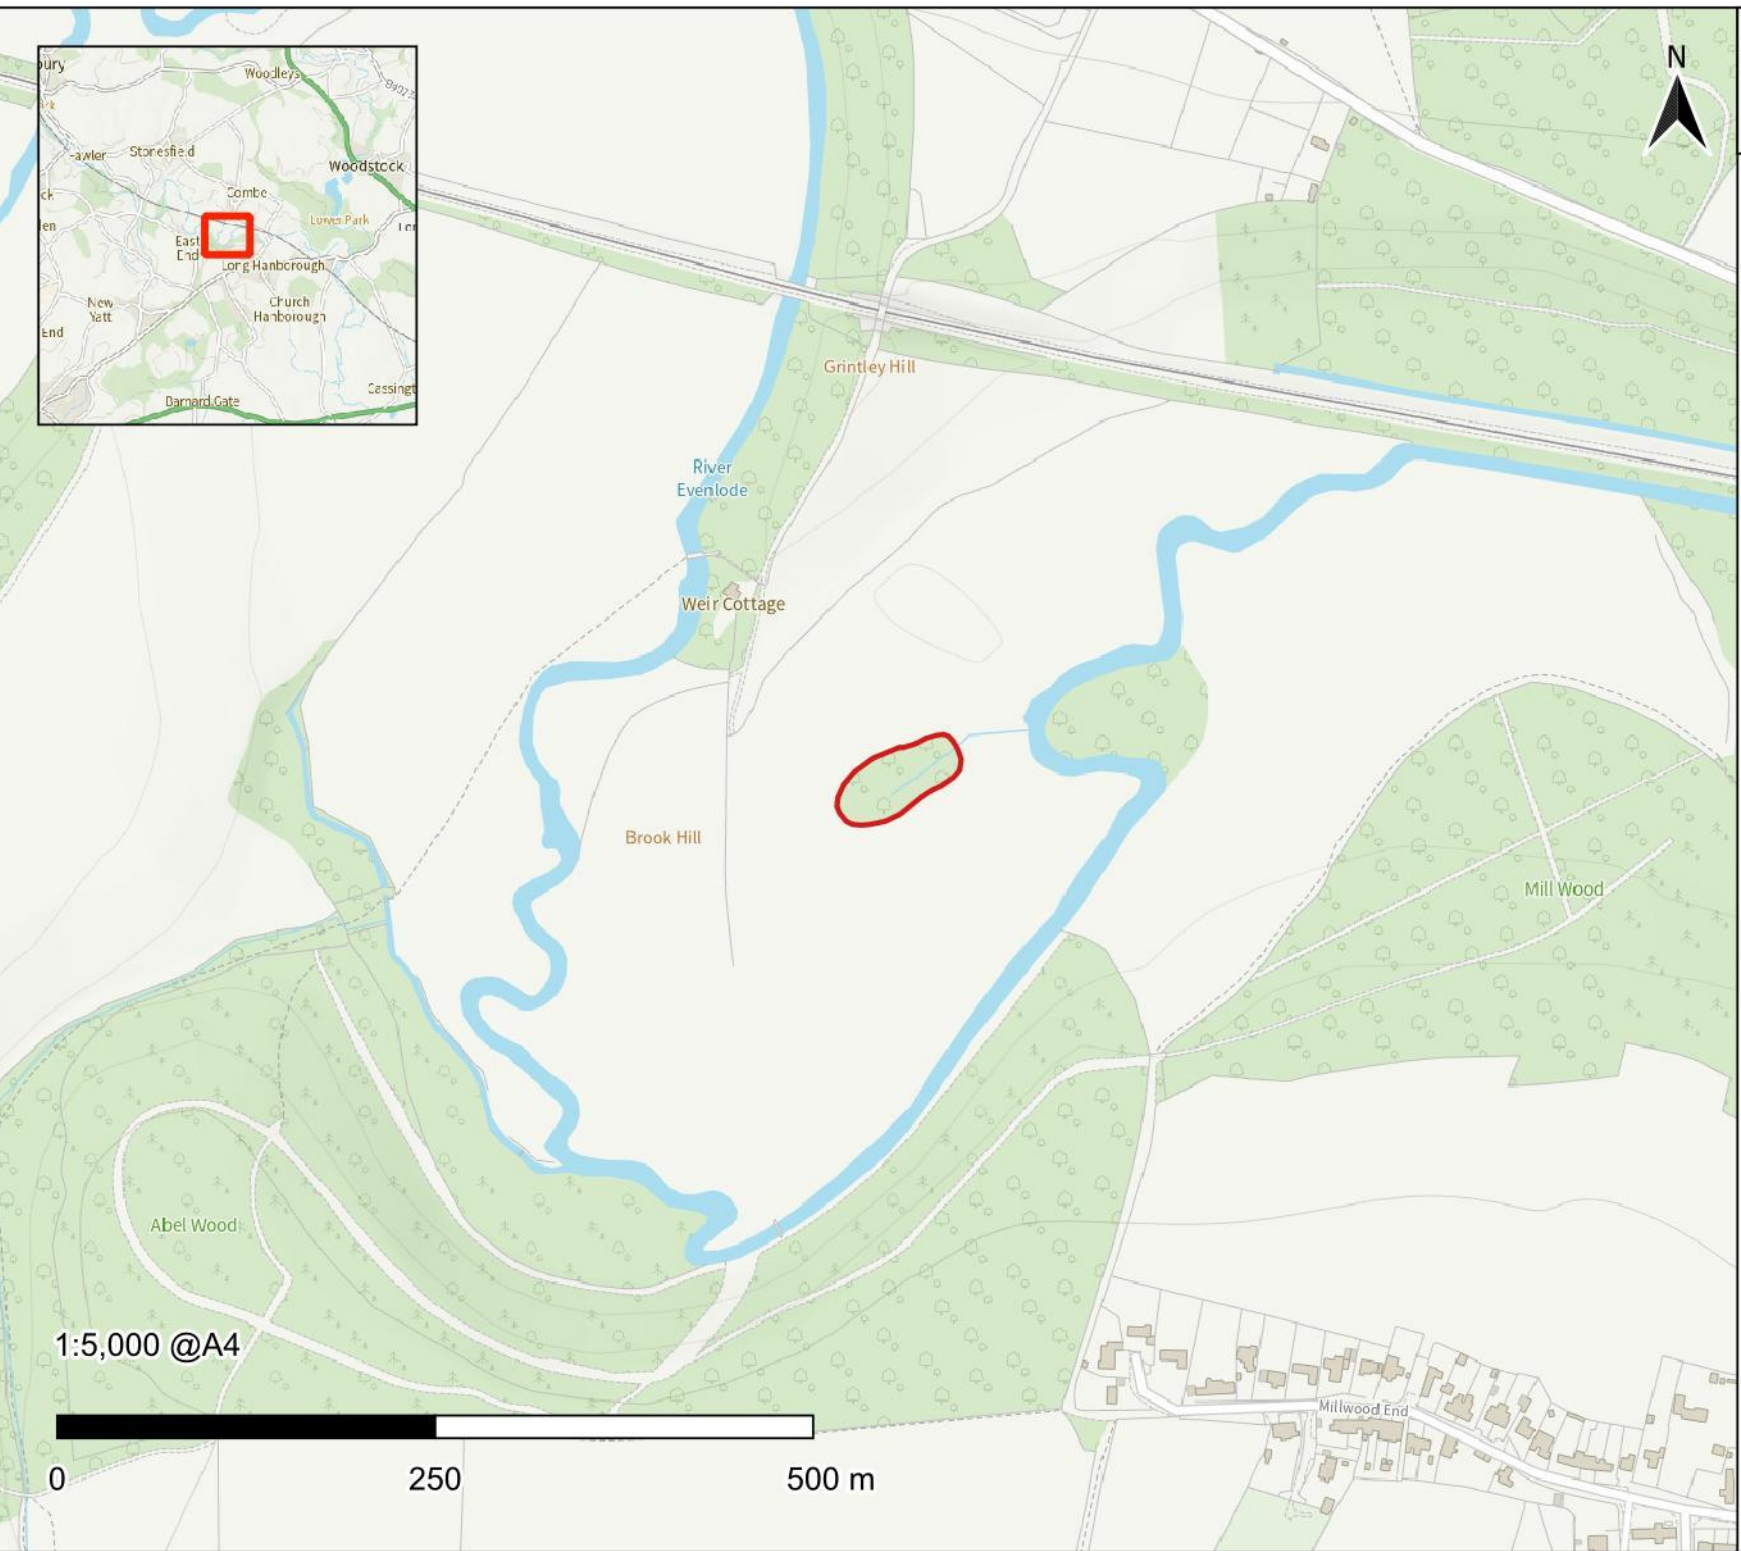 N
Woodleys
Stonesfield
Woodstock
Combe
Lower Park
East
End
Long Hanborough
New
Yatt
Church
Hanborough
End
Cassingt
Barnard Gate
Grintley Hill
River
Evenlode
Weir Cottage
Brook Hill
Mill Wood
Abel Wood
1:5,000 @A4
Millwood End
0 250 500 m